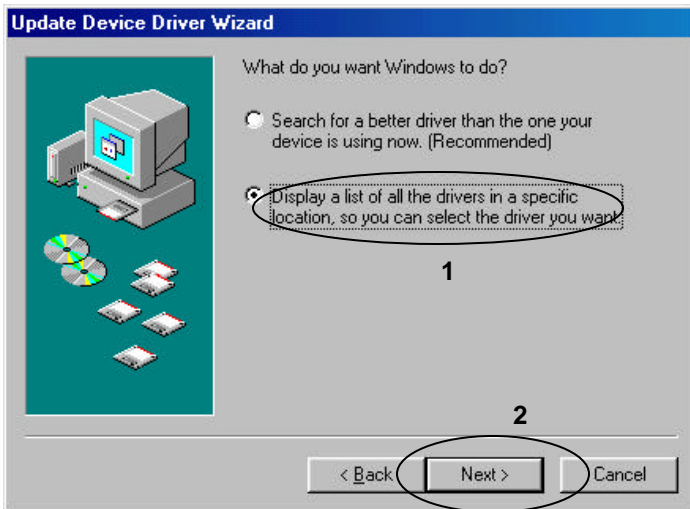 Update Device Driver Wizard
What do you want Windows to do?
Search for a better driver than the one your
device is using now. (Recommended)
Display a list of all the drivers in a specific
location, so you can select the driver you want.
1
2
< Back
Next >
Cancel